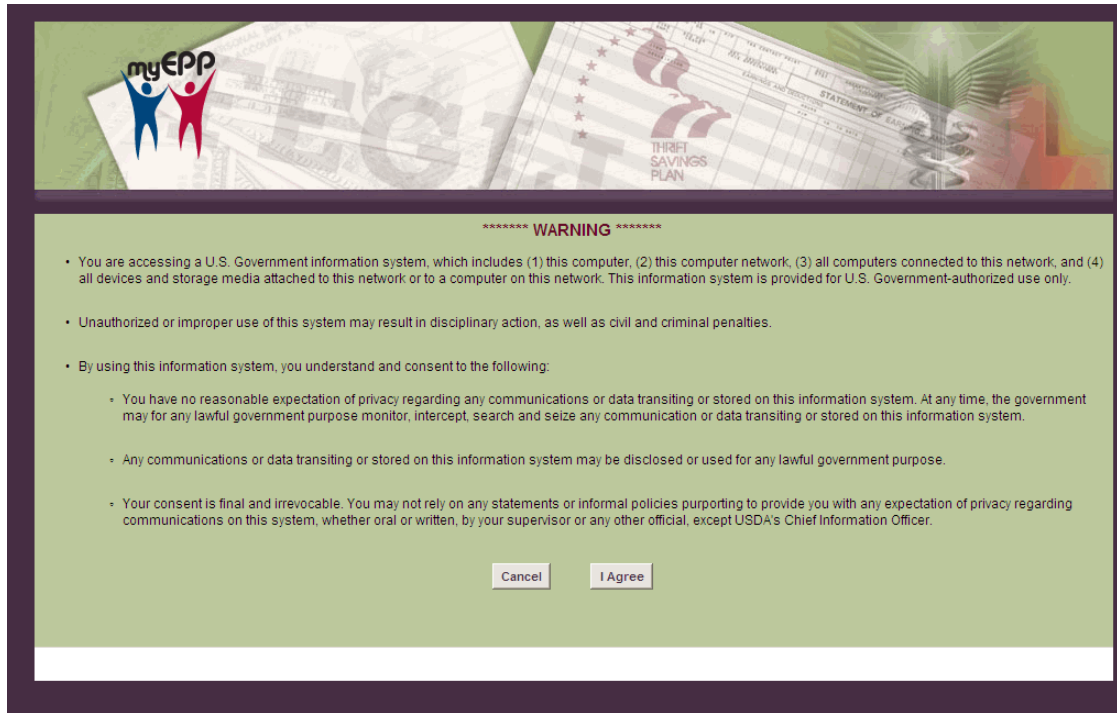 myEPP
FEGLI
THRIFT
SAVINGS
PLAN
STATEMENT OF EARNINGS AND
******* WARNING *******
• You are accessing a U.S. Government information system, which includes (1) this computer, (2) this computer network, (3) all computers connected to this network, and (4)
all devices and storage media attached to this network or to a computer on this network. This information system is provided for U.S. Government-authorized use only.
• Unauthorized or improper use of this system may result in disciplinary action, as well as civil and criminal penalties.
• By using this information system, you understand and consent to the following:
◦ You have no reasonable expectation of privacy regarding any communications or data transiting or stored on this information system. At any time, the government
may for any lawful government purpose monitor, intercept, search and seize any communication or data transiting or stored on this information system.
◦ Any communications or data transiting or stored on this information system may be disclosed or used for any lawful government purpose.
◦ Your consent is final and irrevocable. You may not rely on any statements or informal policies purporting to provide you with any expectation of privacy regarding
communications on this system, whether oral or written, by your supervisor or any other official, except USDA's Chief Information Officer.
Cancel I Agree